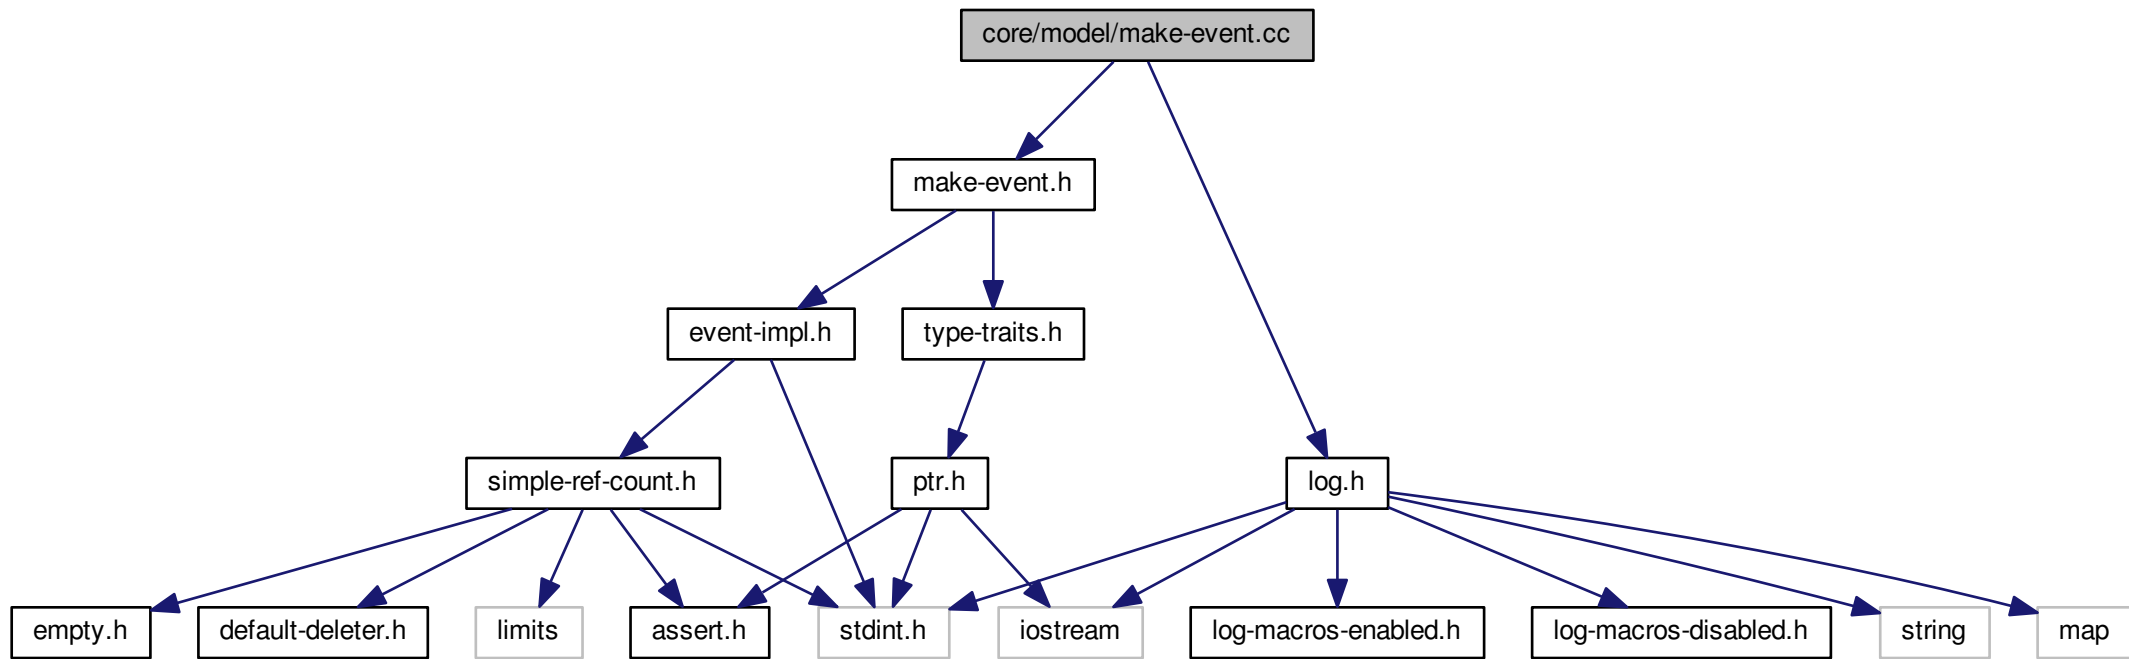 core/model/make-event.cc
make-event.h
event-impl.h
type-traits.h
simple-ref-count.h
ptr.h
log.h
empty.h
default-deleter.h
limits
assert.h
stdint.h
iostream
log-macros-enabled.h
log-macros-disabled.h
string
map